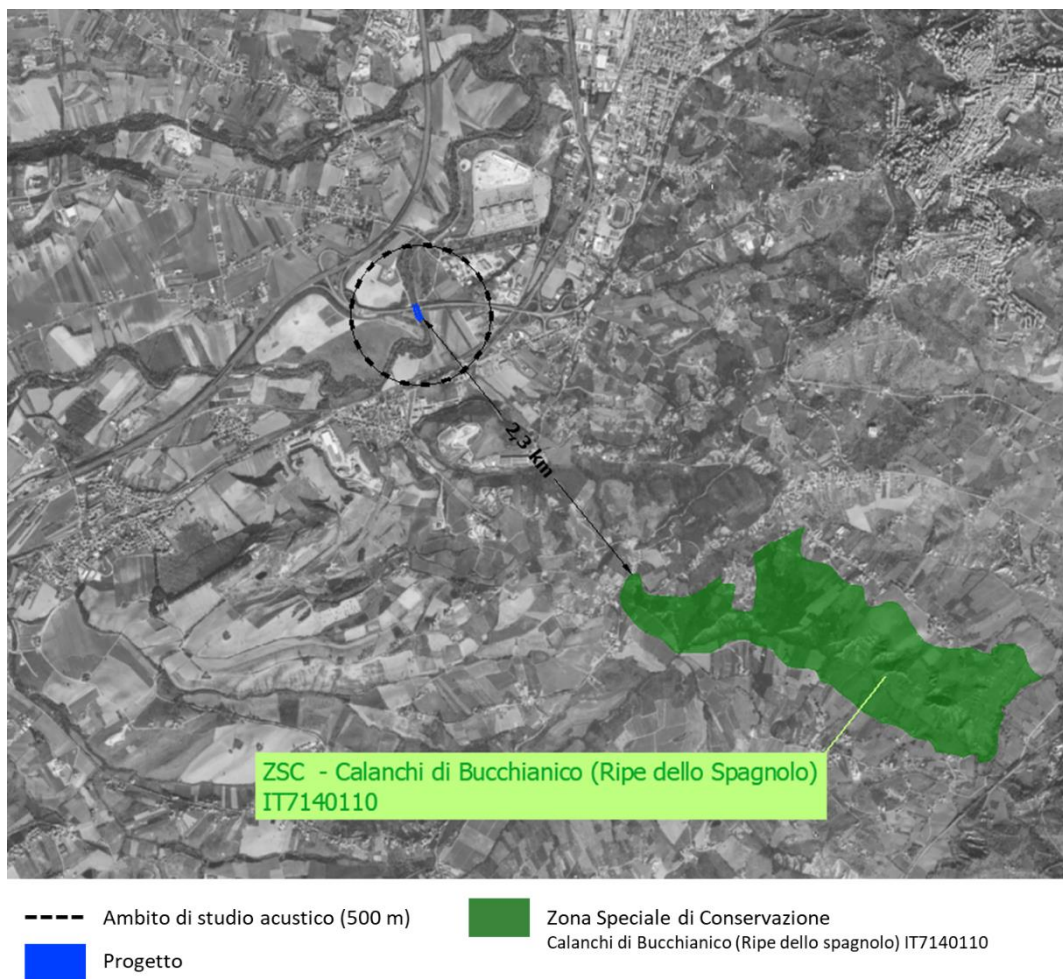 2,3 km
ZSC - Calanchi di Bucchianico (Ripe dello Spagnolo)
IT7140110
Ambito di studio acustico (500 m)
Progetto
Zona Speciale di Conservazione
Calanchi di Bucchianico (Ripe dello spagnolo) IT7140110